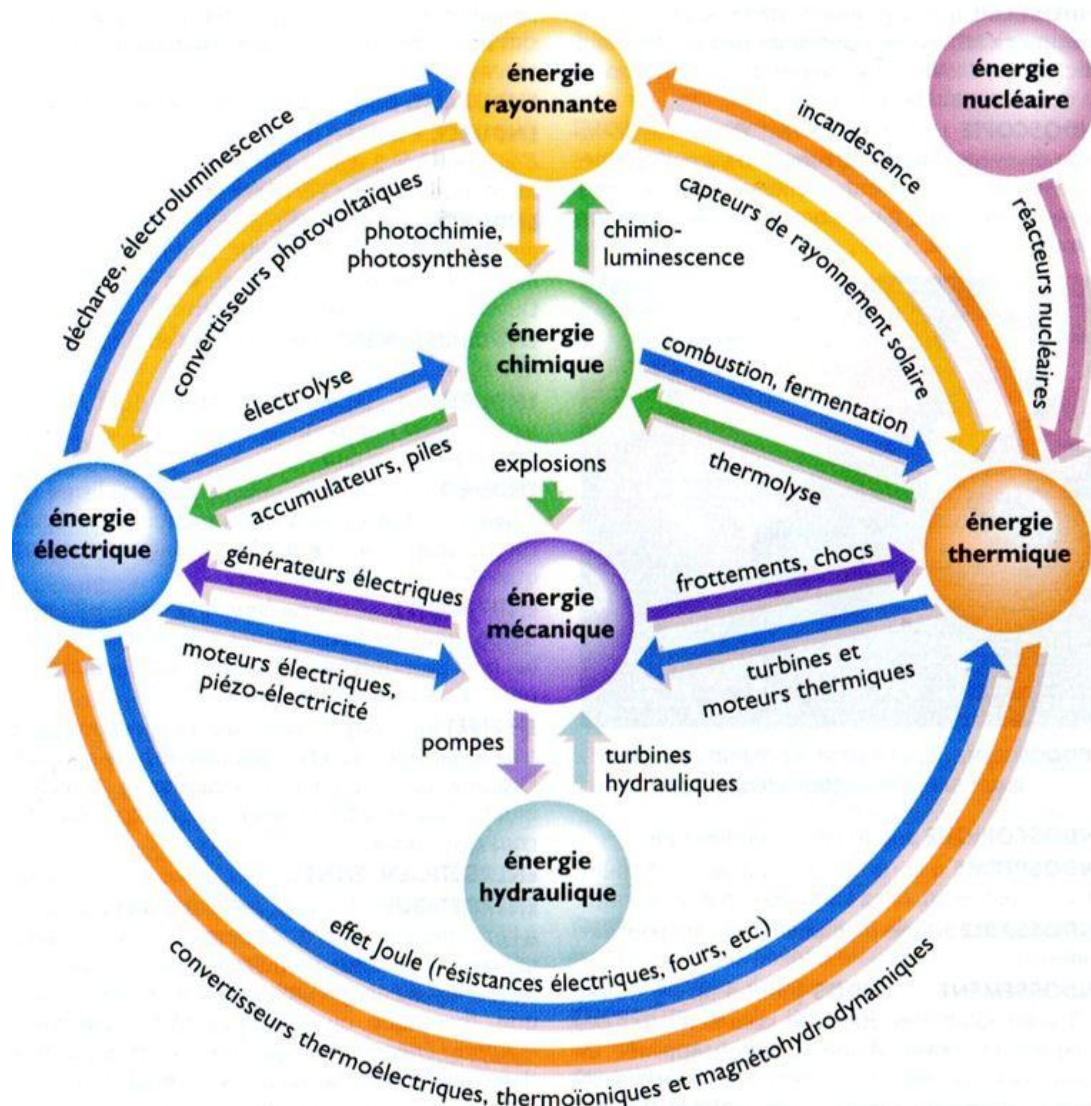 énergie
rayonnante
énergie
nucléaire
décharge, électroluminescence
convertisseurs photovoltaïques
photochimie,
photosynthèse
chimio-
luminescence
incandescence
capteurs de rayonnement solaire
réacteurs nucléaires
énergie
chimique
électrolyse
accumulateurs, piles
combustion, fermentation
thermolyse
explosions
énergie
électrique
énergie
thermique
générateurs électriques
énergie
mécanique
frottements, chocs
moteurs électriques,
piézo-électricité
turbines et
moteurs thermiques
pompes
turbines
hydrauliques
énergie
hydraulique
effet Joule (résistances électriques, fours, etc.)
convertisseurs thermoélectriques, thermoïoniques et magnétohydrodynamiques